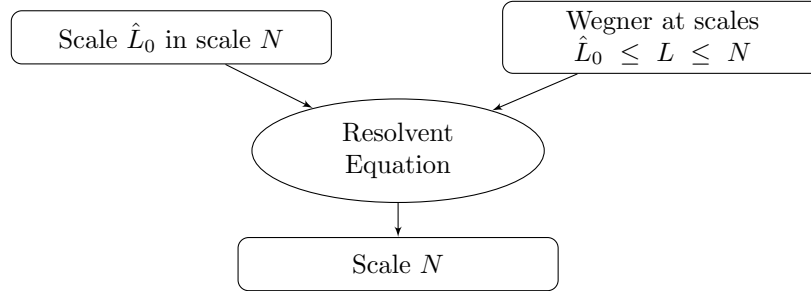 Scale $\hat{L}_0$ in scale $N$
Wegner at scales
$\hat{L}_0 \leq L \leq N$
Resolvent
Equation
Scale $N$